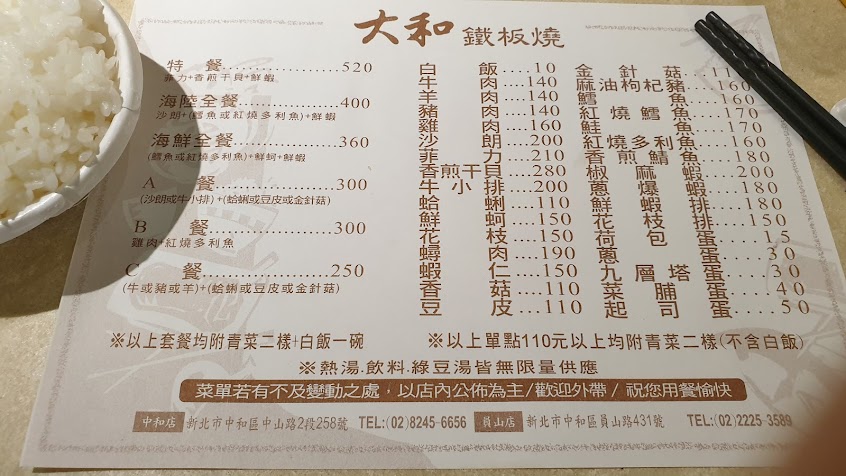 大和 鐵板燒
特餐..............520
菲力+香煎干貝+鮮蝦
海陸全餐..............400
沙朗+(鱈魚或紅燒多利魚)+鮮蝦
海鮮全餐..............360
(鱈魚或紅燒多利魚)+鮮蚵+鮮蝦
A 餐..............300
(沙朗或牛小排)+(蛤蜊或豆皮或金針菇)
B 餐..............300
雞肉+紅燒多利魚
C 餐..............250
(牛或豬或羊)+(蛤蜊或豆皮或金針菇)
白飯....10
牛肉...140
羊肉...140
豬肉...140
雞肉...160
沙朗...200
菲力...210
香煎干貝...280
牛小排...200
蛤蜊...110
鮮蚵...110
花枝...150
鱘肉...190
蝦仁...150
香菇...110
豆皮...110
金針菇
麻油枸杞豬...160
鱈魚...160
紅燒鱈魚...170
鮭魚...170
紅燒多利魚...160
香煎鯖魚...180
椒麻蝦...200
蔥爆蝦...180
鮮蝦排...180
花枝排...150
荷包蛋....15
蔥蛋....30
九層塔蛋....30
菜脯蛋....40
起司蛋....50
※以上套餐均附青菜二樣+白飯一碗
※以上單點110元以上均附青菜二樣(不含白飯)
※熱湯.飲料.綠豆湯皆無限量供應
菜單若有不及變動之處，以店內公佈為主/歡迎外帶/ 祝您用餐愉快
中和店 新北市中和區中山路2段258號 TEL:(02)8245-6656 員山店 新北市中和區員山路431號 TEL:(02)2225-3589